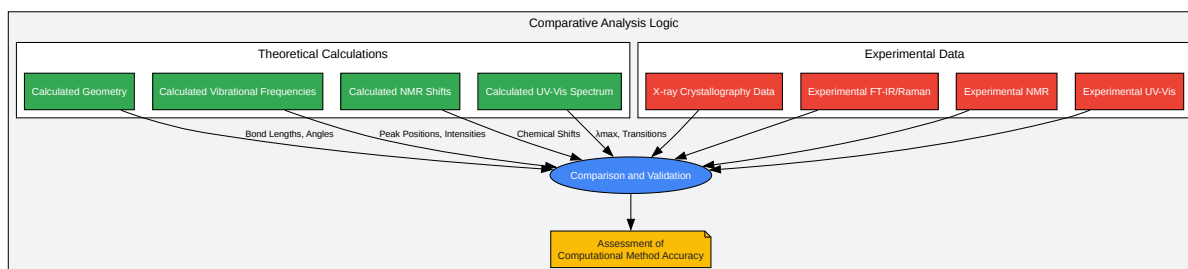 Comparative Analysis Logic
Theoretical Calculations
Experimental Data
Calculated Geometry
Calculated Vibrational Frequencies
Calculated NMR Shifts
Calculated UV-Vis Spectrum
X-ray Crystallography Data
Experimental FT-IR/Raman
Experimental NMR
Experimental UV-Vis
Bond Lengths, Angles
Peak Positions, Intensities
Chemical Shifts
λmax, Transitions
Comparison and Validation
Assessment of
Computational Method Accuracy